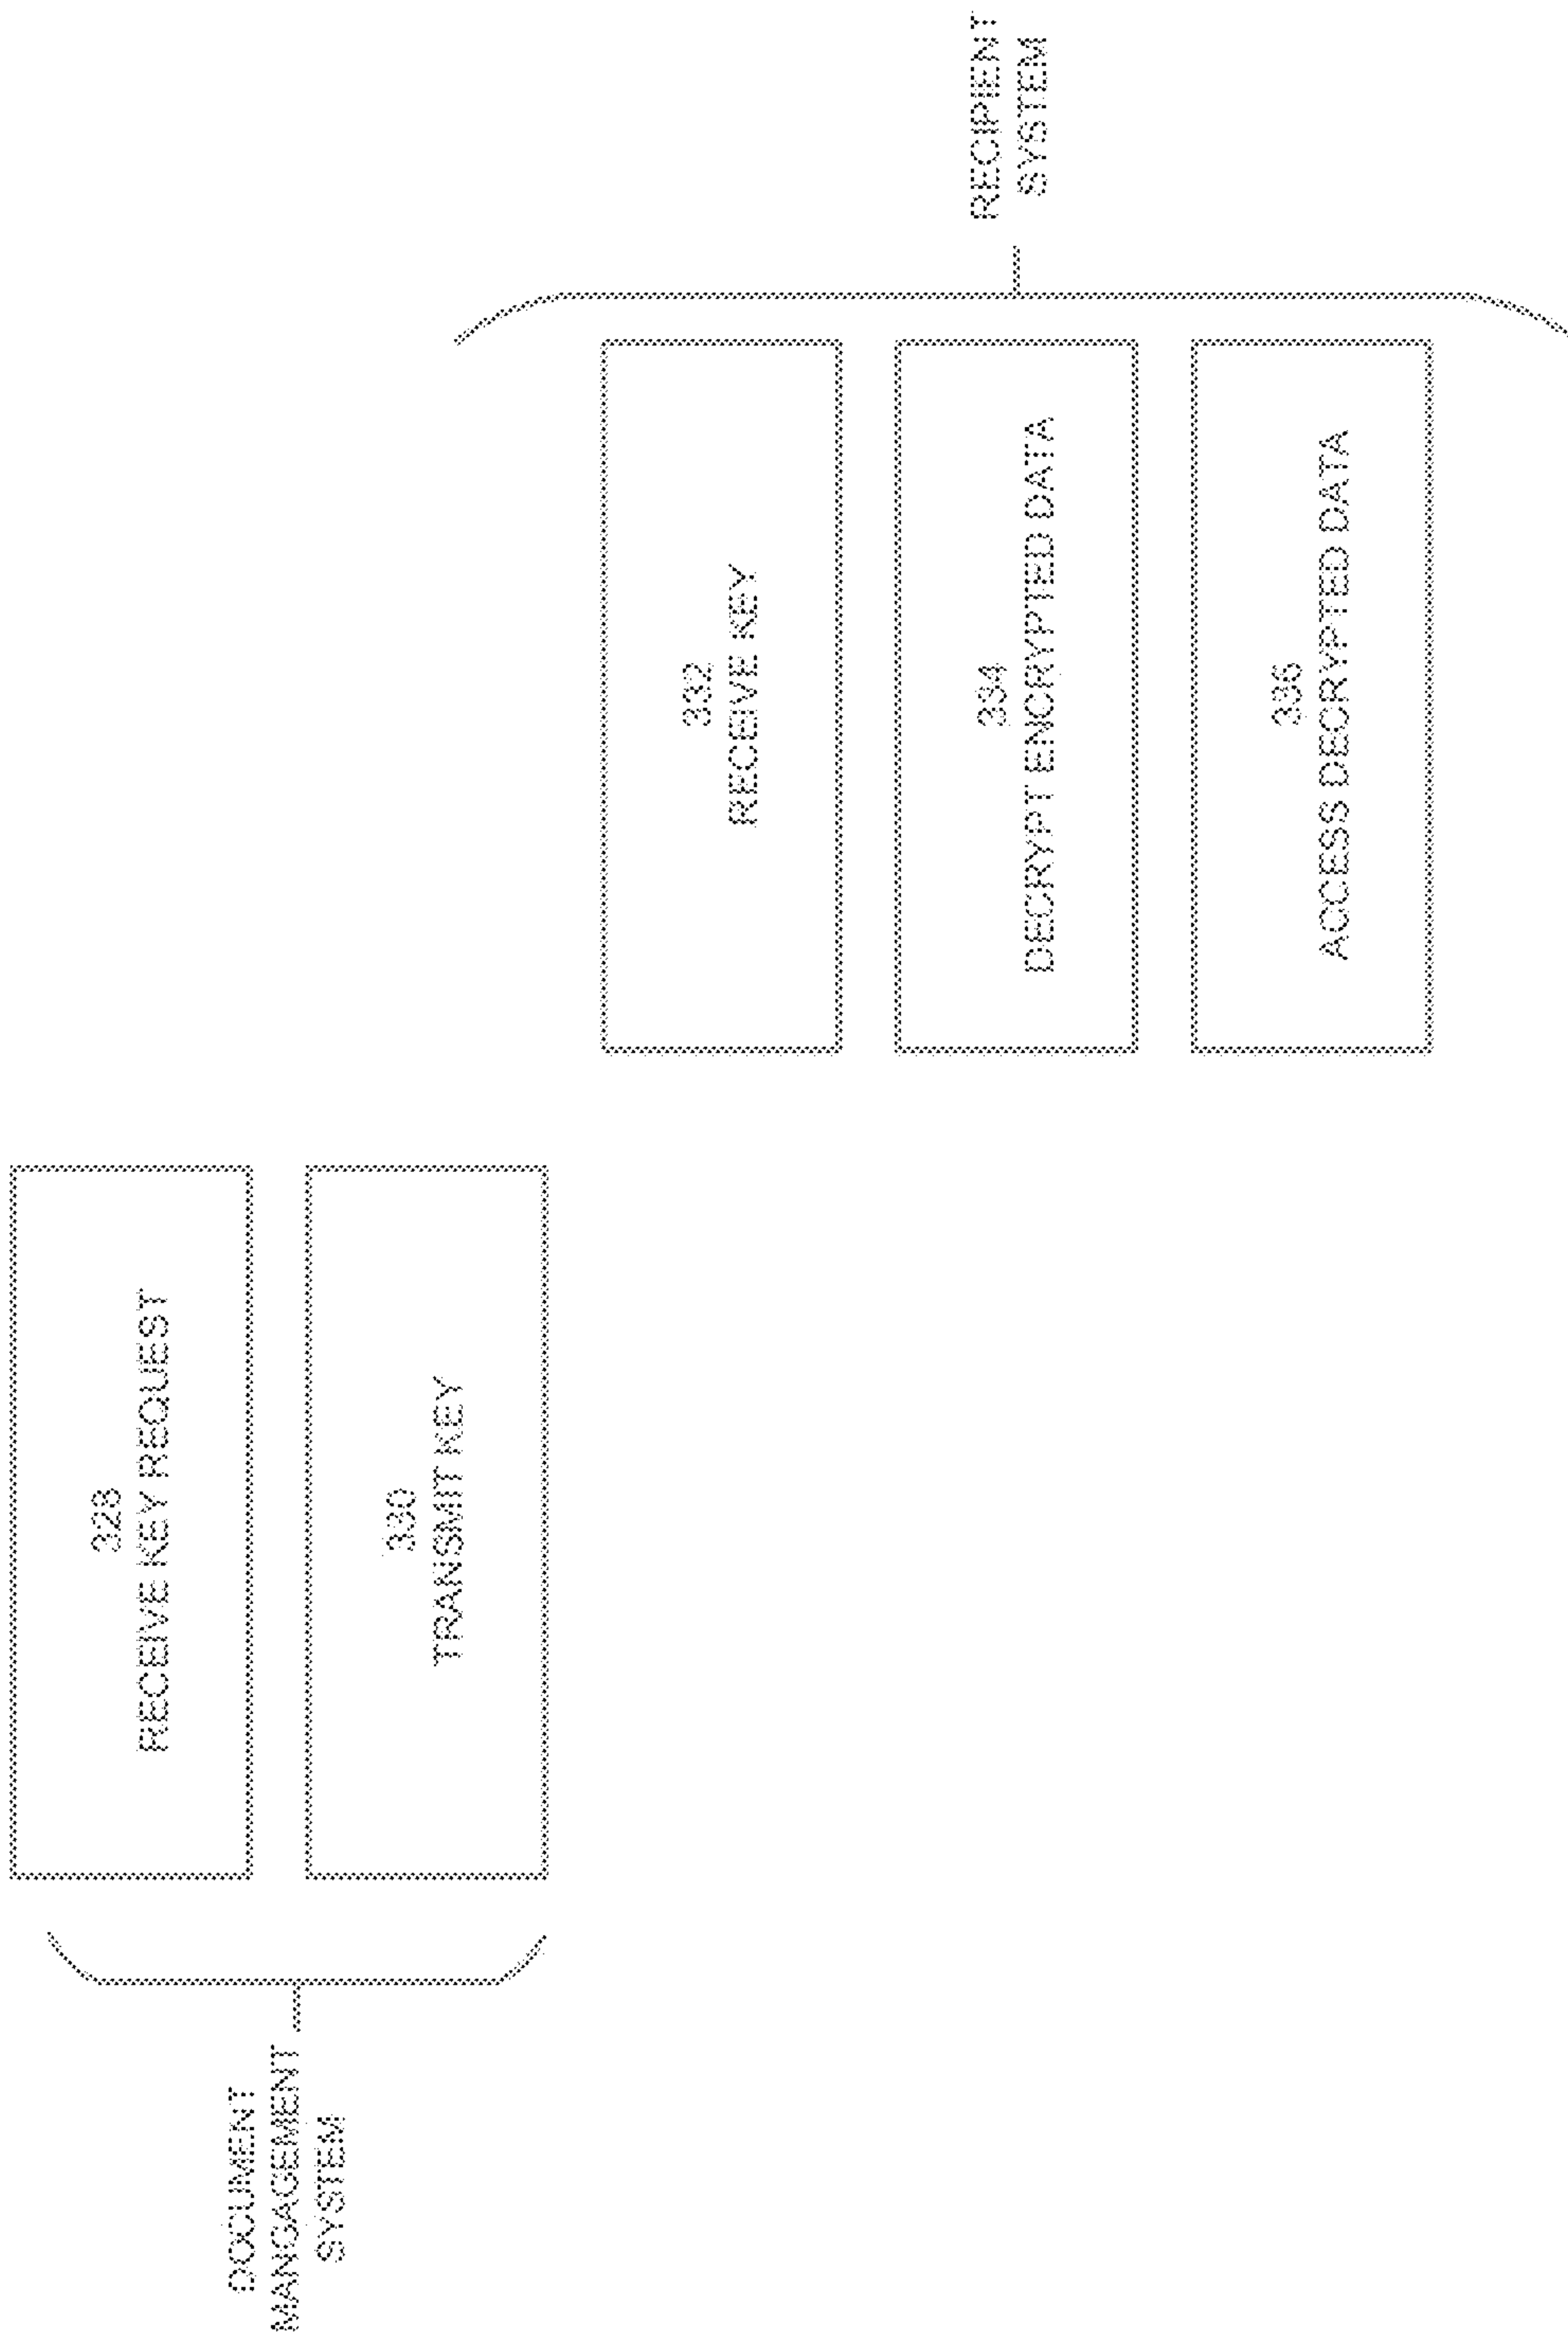 328
RECEIVE KEY REQUEST
330
TRANSMIT KEY
DOCUMENT
MANGAGEMENT
SYSTEM
332
RECEIVE KEY
334
DECRYPT ENCRYPTED DATA
336
ACCESS DECRYPTED DATA
RECIPIENT
SYSTEM